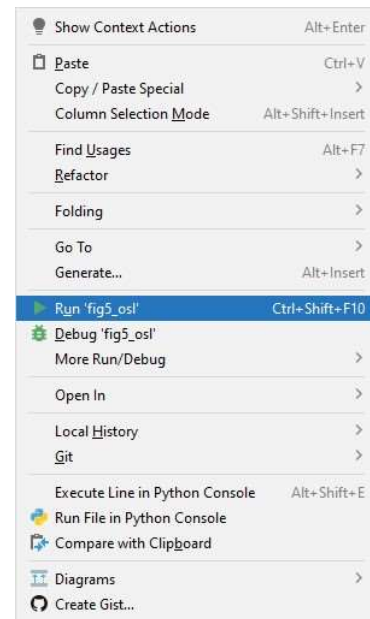 Show Context Actions Alt+Enter
Paste Ctrl+V
Copy / Paste Special
Column Selection Mode Alt+Shift+Insert
Find Usages Alt+F7
Refactor
Folding
Go To
Generate... Alt+Insert
Run 'fig5_osl' Ctrl+Shift+F10
Debug 'fig5_osl'
More Run/Debug
Open In
Local History
Git
Execute Line in Python Console Alt+Shift+E
Run File in Python Console
Compare with Clipboard
Diagrams
Create Gist...